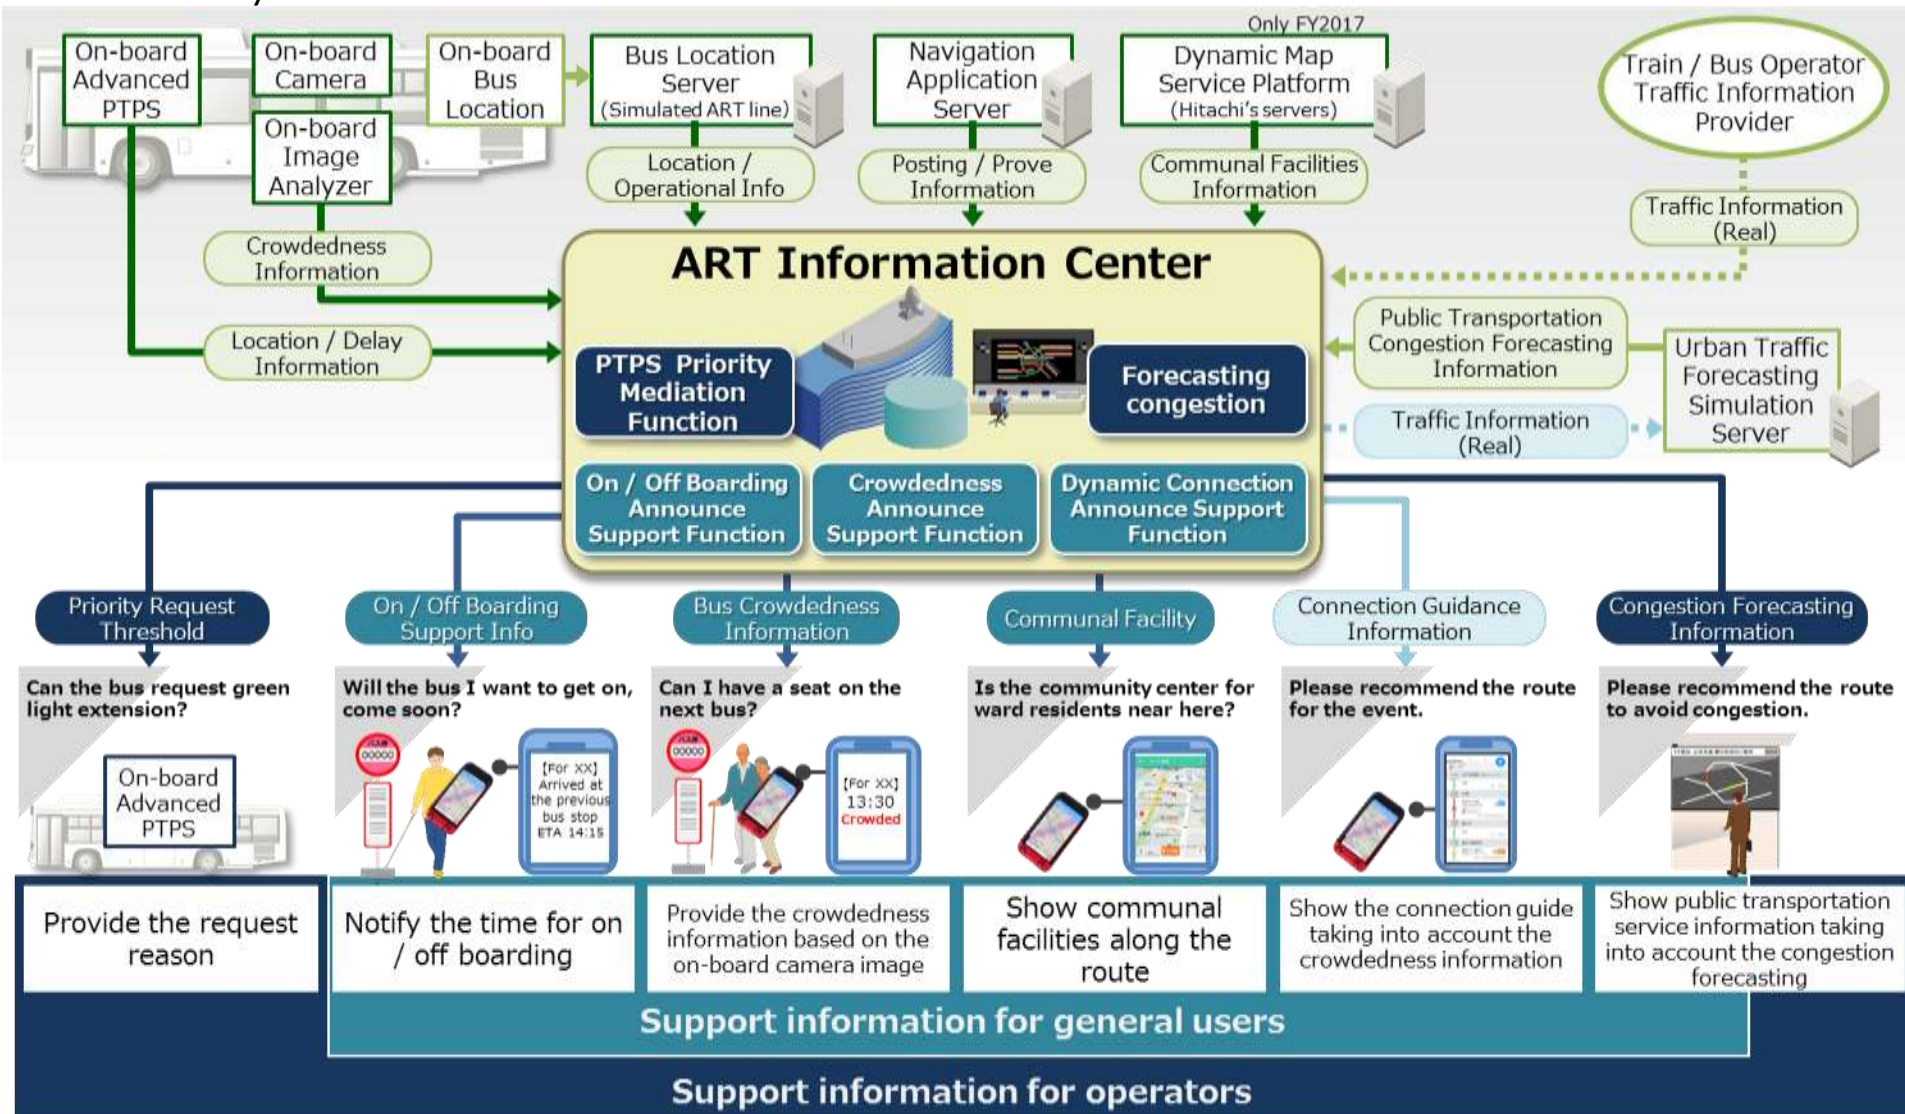 Only FY2017
On-board
Advanced
PTPS
On-board
Camera
On-board
Image
Analyzer
On-board
Bus
Location
Bus Location
Server
(Simulated ART line)
Navigation
Application
Server
Dynamic Map
Service Platform
(Hitachi's servers)
Train / Bus Operator
Traffic Information
Provider
Location /
Operational Info
Posting / Prove
Information
Communal Facilities
Information
Traffic Information
(Real)
Crowdedness
Information
Location / Delay
Information
ART Information Center
PTPS Priority
Mediation
Function
Forecasting
congestion
Public Transportation
Congestion Forecasting
Information
Traffic Information
(Real)
Urban Traffic
Forecasting
Simulation
Server
On / Off Boarding
Announce
Support Function
Crowdedness
Announce
Support Function
Dynamic Connection
Announce Support
Function
Priority Request
Threshold
On / Off Boarding
Support Info
Bus Crowdedness
Information
Communal Facility
Connection Guidance
Information
Congestion Forecasting
Information
Can the bus request green
light extension?
Will the bus I want to get on,
come soon?
Can I have a seat on the
next bus?
Is the community center for
ward residents near here?
Please recommend the route
for the event.
Please recommend the route
to avoid congestion.
On-board
Advanced
PTPS
00000
[For XX]
Arrived at
the previous
bus stop
ETA 14:15
00000
[For XX]
13:30
Crowded
Provide the request
reason
Notify the time for on
/ off boarding
Provide the crowdedness
information based on the
on-board camera image
Show communal
facilities along the
route
Show the connection guide
taking into account the
crowdedness information
Show public transportation
service information taking
into account the congestion
forecasting
Support information for general users
Support information for operators